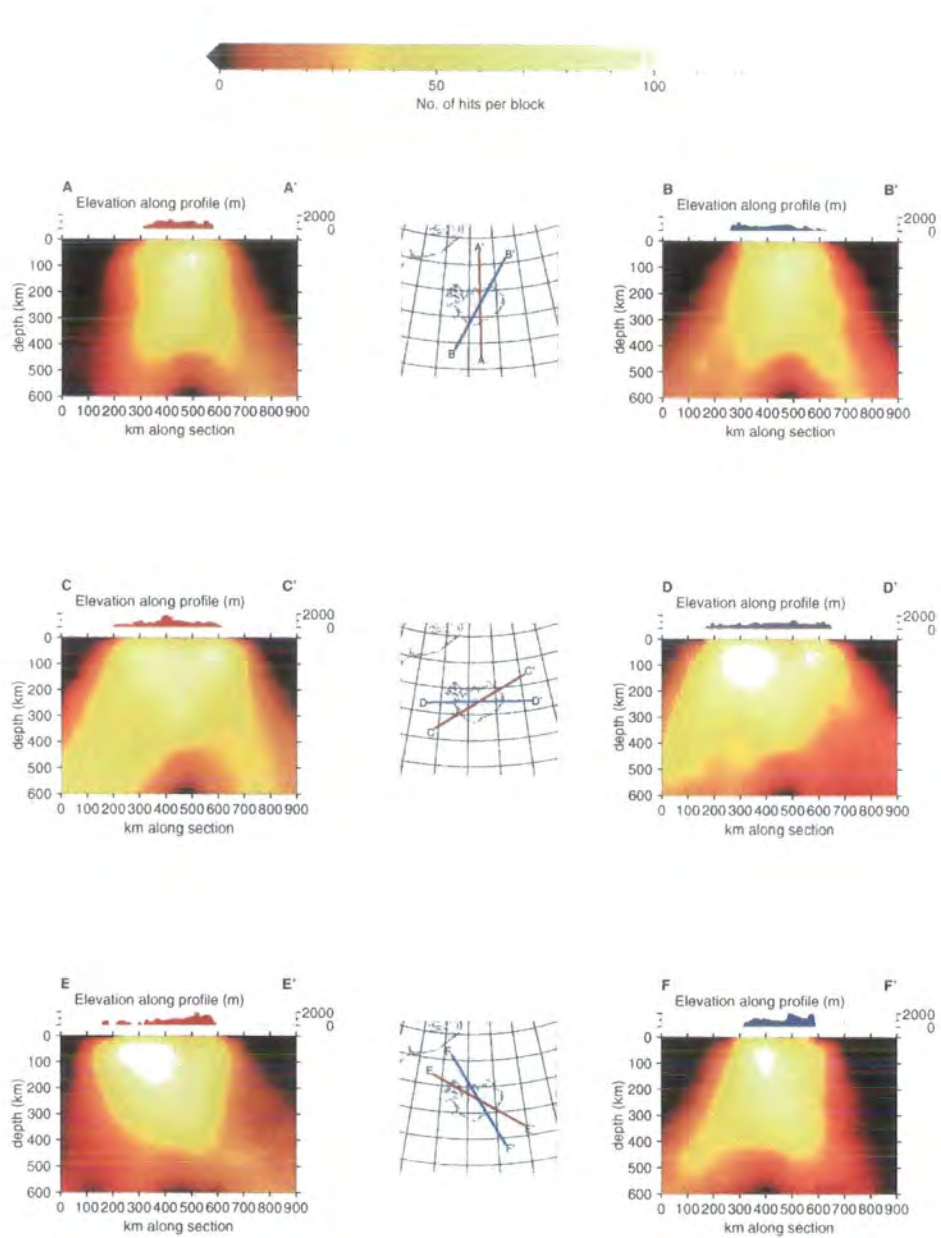 0 50 100
No. of hits per block
A A'
Elevation along profile (m)
2000
0
0
100
200
300
400
500
600
depth (km)
0 100 200 300 400 500 600 700 800 900
km along section
A'
B'
B
A
B B'
Elevation along profile (m)
2000
0
0
100
200
300
400
500
600
depth (km)
0 100 200 300 400 500 600 700 800 900
km along section
C C'
Elevation along profile (m)
2000
0
0
100
200
300
400
500
600
depth (km)
0 100 200 300 400 500 600 700 800 900
km along section
C'
D D'
C
D D'
Elevation along profile (m)
2000
0
0
100
200
300
400
500
600
depth (km)
0 100 200 300 400 500 600 700 800 900
km along section
E E'
Elevation along profile (m)
2000
0
0
100
200
300
400
500
600
depth (km)
0 100 200 300 400 500 600 700 800 900
km along section
F
E
E'
F'
F F'
Elevation along profile (m)
2000
0
0
100
200
300
400
500
600
depth (km)
0 100 200 300 400 500 600 700 800 900
km along section